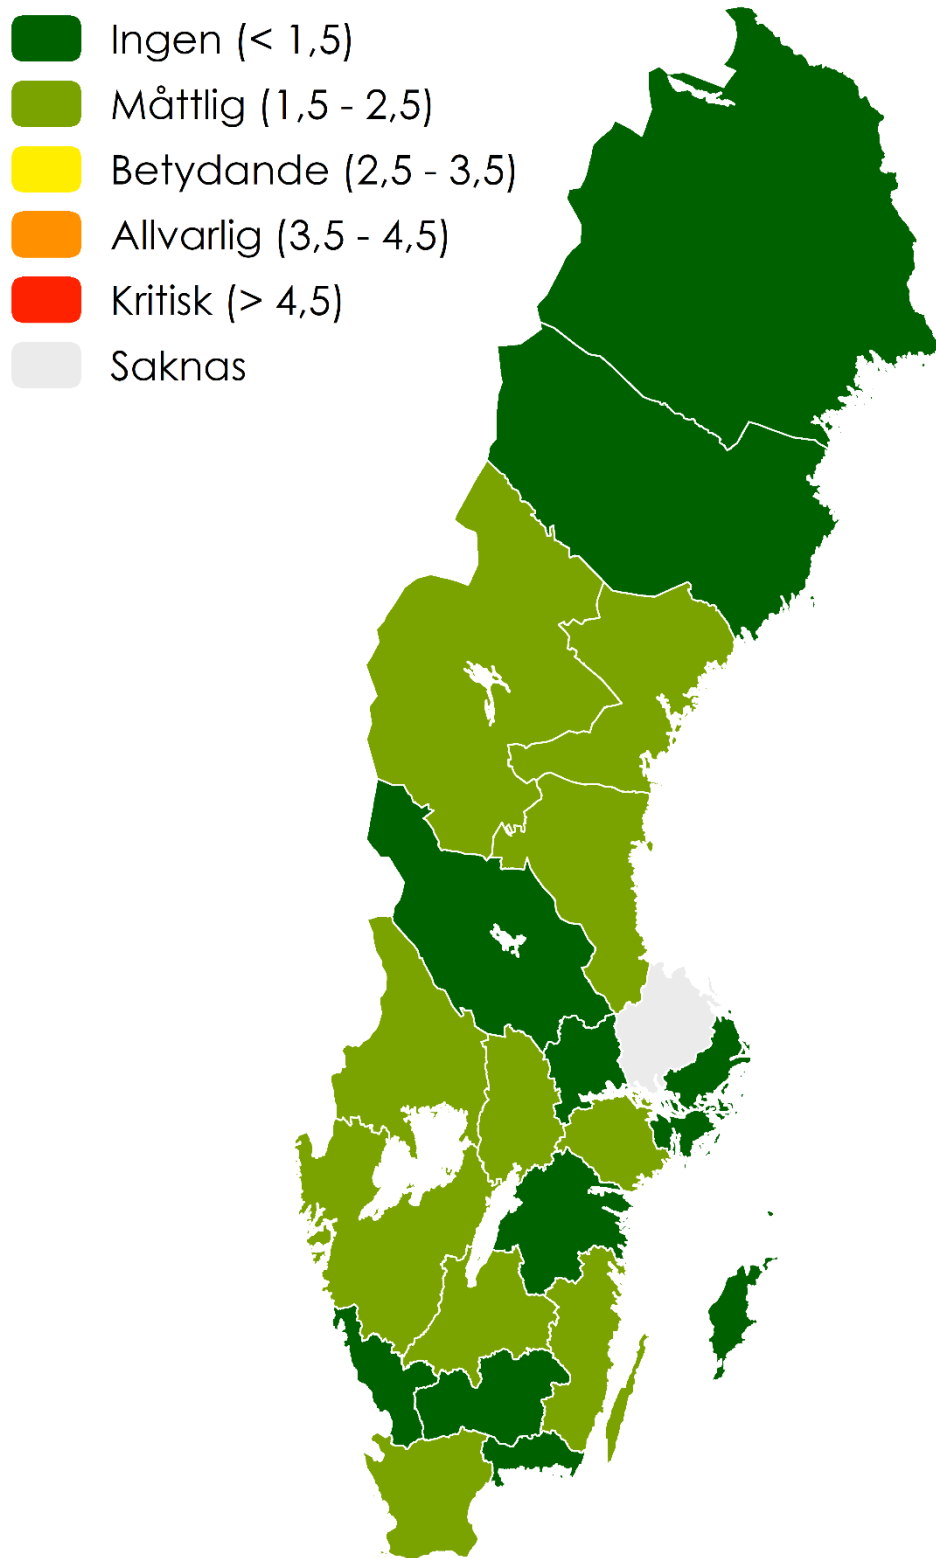 Ingen (< 1,5)
Måttlig (1,5 - 2,5)
Betydande (2,5 - 3,5)
Allvarlig (3,5 - 4,5)
Kritisk (> 4,5)
Saknas